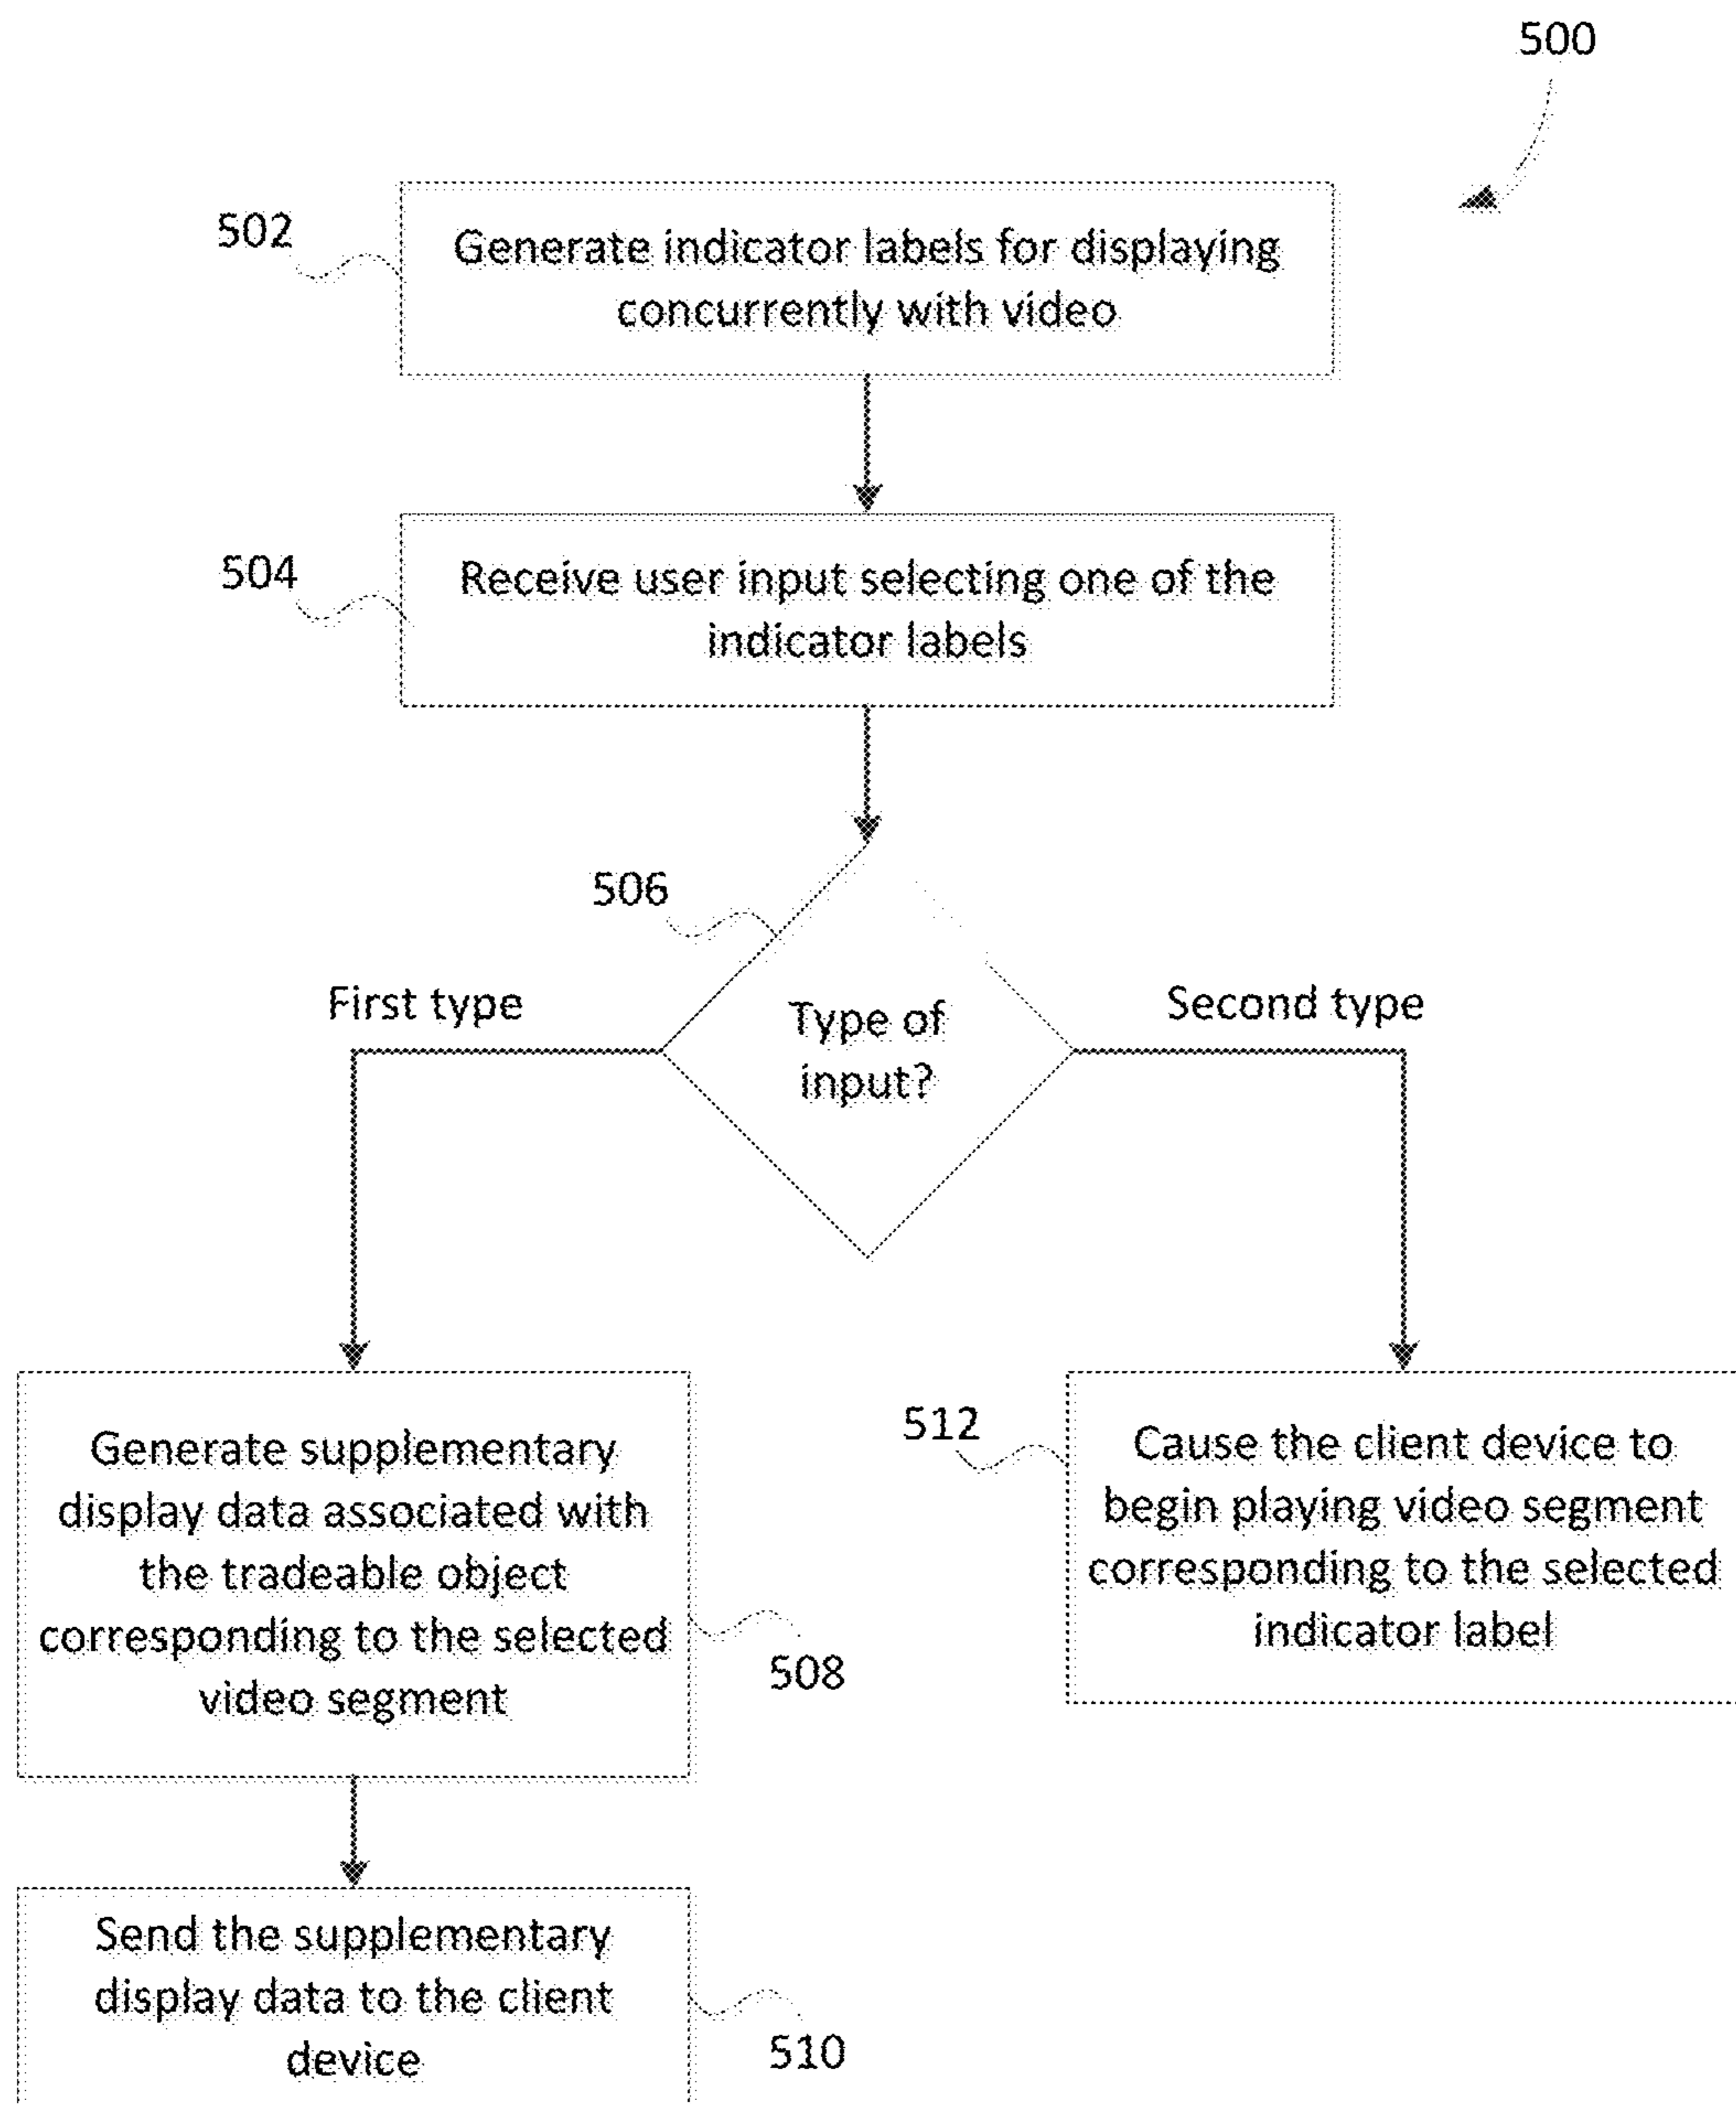 500
502
Generate indicator labels for displaying
concurrently with video
504
Receive user input selecting one of the
indicator labels
506
First type
Type of
input?
Second type
Generate supplementary
display data associated with
the tradeable object
corresponding to the selected
video segment
508
512
Cause the client device to
begin playing video segment
corresponding to the selected
indicator label
Send the supplementary
display data to the client
device
510